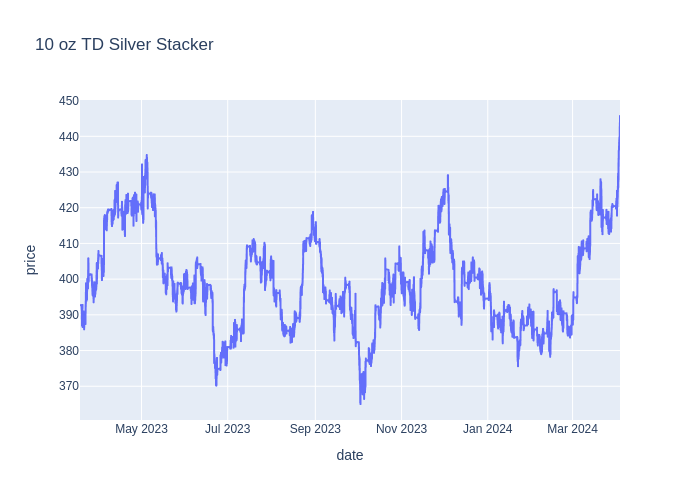 10 oz TD Silver Stacker
450
440
430
420
410
400
390
380
370
price
May 2023
Jul 2023
Sep 2023
Nov 2023
Jan 2024
Mar 2024
date